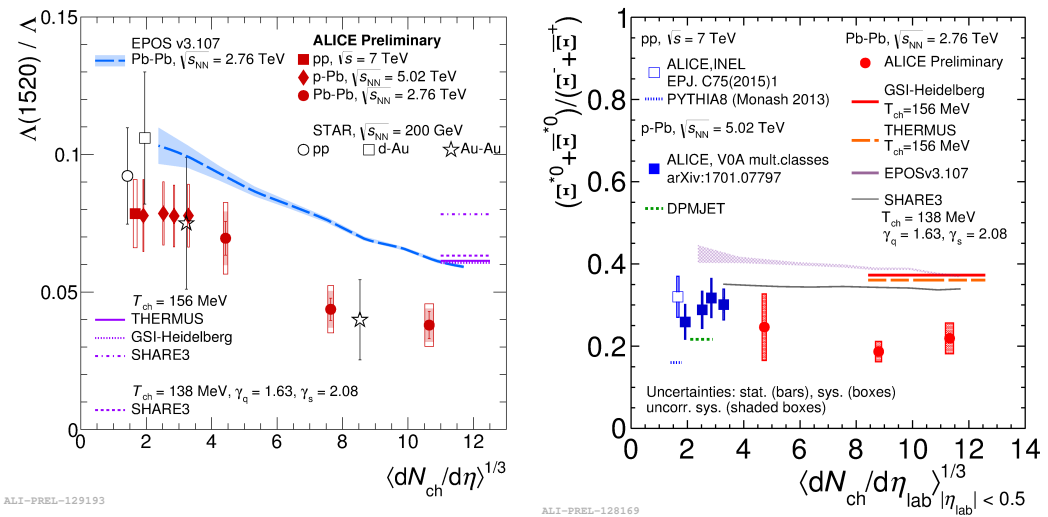 0.15
0.1
0.05
0
Λ(1520) / Λ
EPOS v3.107
Pb-Pb, √sNN = 2.76 TeV
ALICE Preliminary
pp, √s = 7 TeV
p-Pb, √sNN = 5.02 TeV
Pb-Pb, √sNN = 2.76 TeV
STAR, √sNN = 200 GeV
pp d-Au Au-Au
Tch = 156 MeV
THERMUS
GSI-Heidelberg
SHARE3
Tch = 138 MeV, γq = 1.63, γs = 2.08
SHARE3
0 2 4 6 8 10 12
⟨dNch/dη⟩1/3
ALI-PREL-129193
1
0.8
0.6
0.4
0.2
0
(Ξ*0+Ξ̅*0)/(Ξ-+Ξ̅+)
pp, √s = 7 TeV
ALICE,INEL
EPJ. C75(2015)1
PYTHIA8 (Monash 2013)
p-Pb, √sNN = 5.02 TeV
ALICE, V0A mult.classes
arXiv:1701.07797
DPMJET
Pb-Pb, √sNN = 2.76 TeV
ALICE Preliminary
GSI-Heidelberg
Tch=156 MeV
THERMUS
Tch=156 MeV
EPOSv3.107
SHARE3
Tch = 138 MeV
γq = 1.63, γs = 2.08
Uncertainties: stat. (bars), sys. (boxes)
uncorr. sys. (shaded boxes)
0 2 4 6 8 10 12 14
⟨dNch/dηlab⟩1/3|ηlab| < 0.5
ALI-PREL-128169